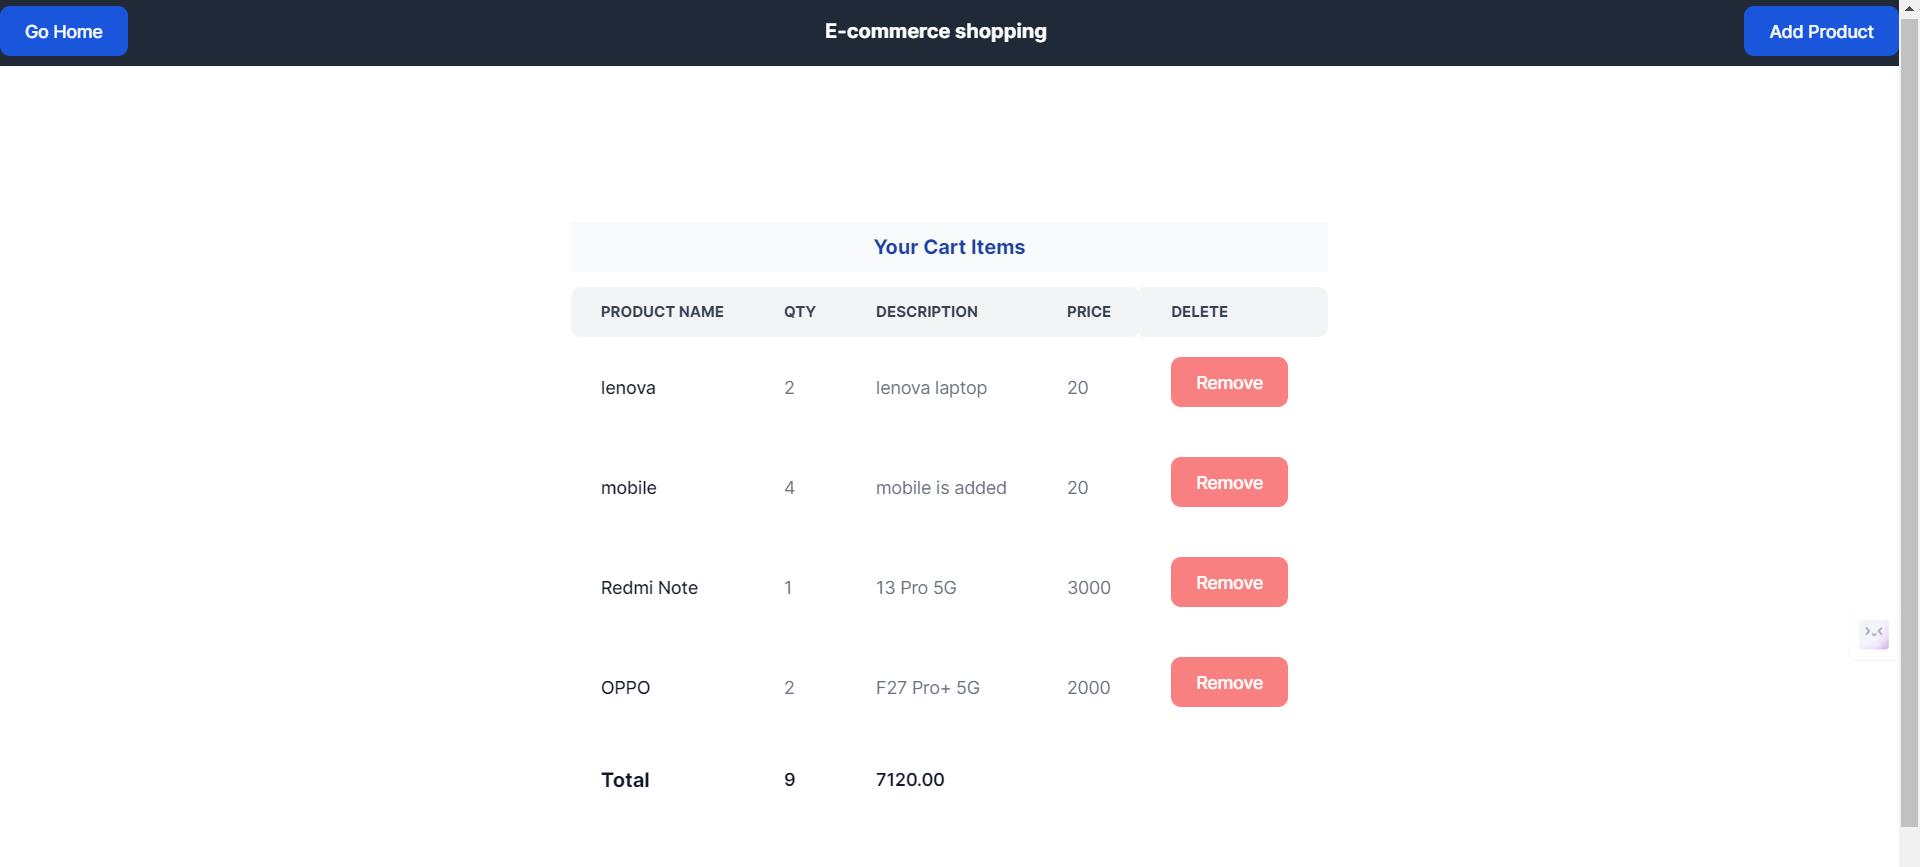 Go Home E-commerce shopping Add Product
Your Cart Items
PRODUCT NAME QTY DESCRIPTION PRICE DELETE
lenova 2 lenova laptop 20 Remove
mobile 4 mobile is added 20 Remove
Redmi Note 1 13 Pro 5G 3000 Remove
OPPO 2 F27 Pro+ 5G 2000 Remove
Total 9 7120.00